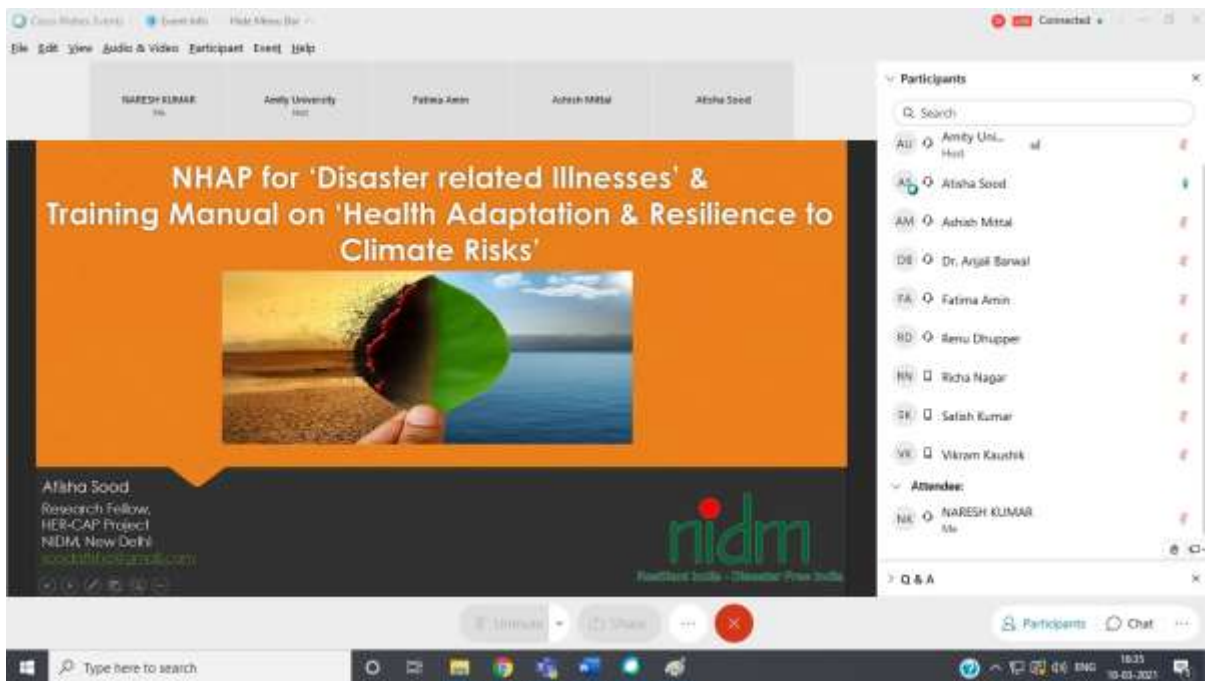 Cisco Webex Events
Event Info
Hide Menu Bar
Connected
File Edit View Audio & Video Participant Event Help
NARESH KUMAR
Me
Amity University
Host
Fatima Amin
Ashish Mittal
Atisha Sood
NHAP for ‘Disaster related Illnesses’ &
Training Manual on ‘Health Adaptation & Resilience to
Climate Risks’
Atisha Sood
Research Fellow,
HER-CAP Project
NIDM, New Delhi
nidm
Resilient India - Disaster Free India
Participants
Search
AU Amity Uni...
Host
AS Atisha Sood
AM Ashish Mittal
DB Dr. Anjali Barwal
FA Fatima Amin
RD Renu Dhupper
RN Richa Nagar
SK Satish Kumar
VK Vikram Kaushik
Attendee:
NK NARESH KUMAR
Me
Q & A
Unmute
Share
Participants
Chat
Type here to search
ENG
16:35
10-03-2021